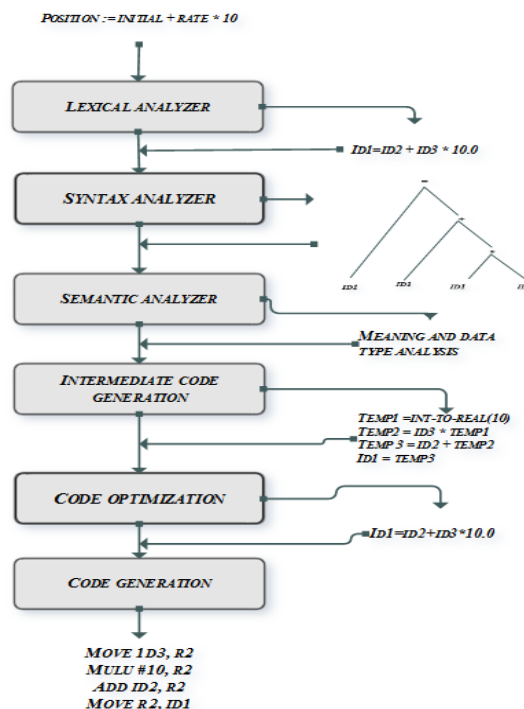 POSITION := INITIAL + RATE * 10
LEXICAL ANALYZER
ID1=ID2 + ID3 * 10.0
SYNTAX ANALYZER
=
+
*
ID1
ID1
ID1
SEMANTIC ANALYZER
MEANING AND DATA
TYPE ANALYSIS
INTERMEDIATE CODE
GENERATION
TEMP1 =INT-TO-REAL(10)
TEMP2 = ID3 * TEMP1
TEMP 3 = ID2 + TEMP2
ID1 = TEMP3
CODE OPTIMIZATION
ID1=ID2+ID3*10.0
CODE GENERATION
MOVE 1D3, R2
MULU #10, R2
ADD ID2, R2
MOVE R2, ID1